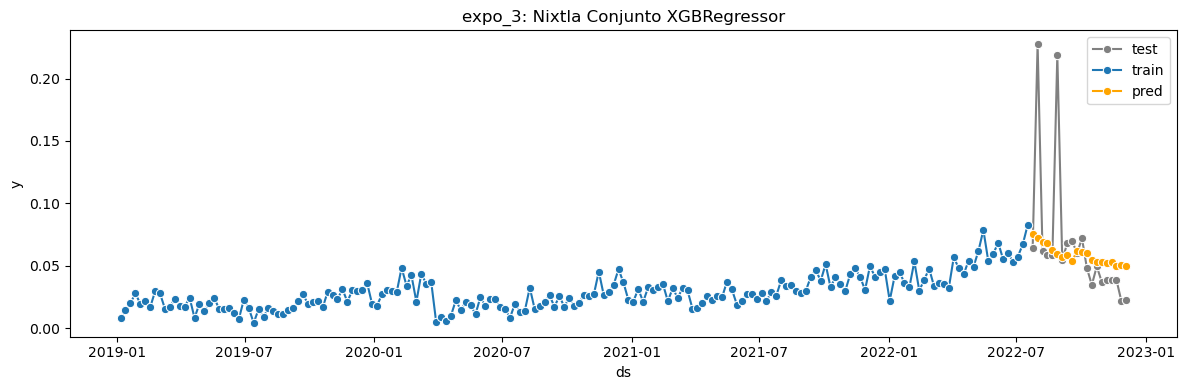 expo_3: Nixtla Conjunto XGBRegressor
test
train
pred
0.20
0.15
0.10
0.05
0.00
y
2019-01 2019-07 2020-01 2020-07 2021-01 2021-07 2022-01 2022-07 2023-01
ds